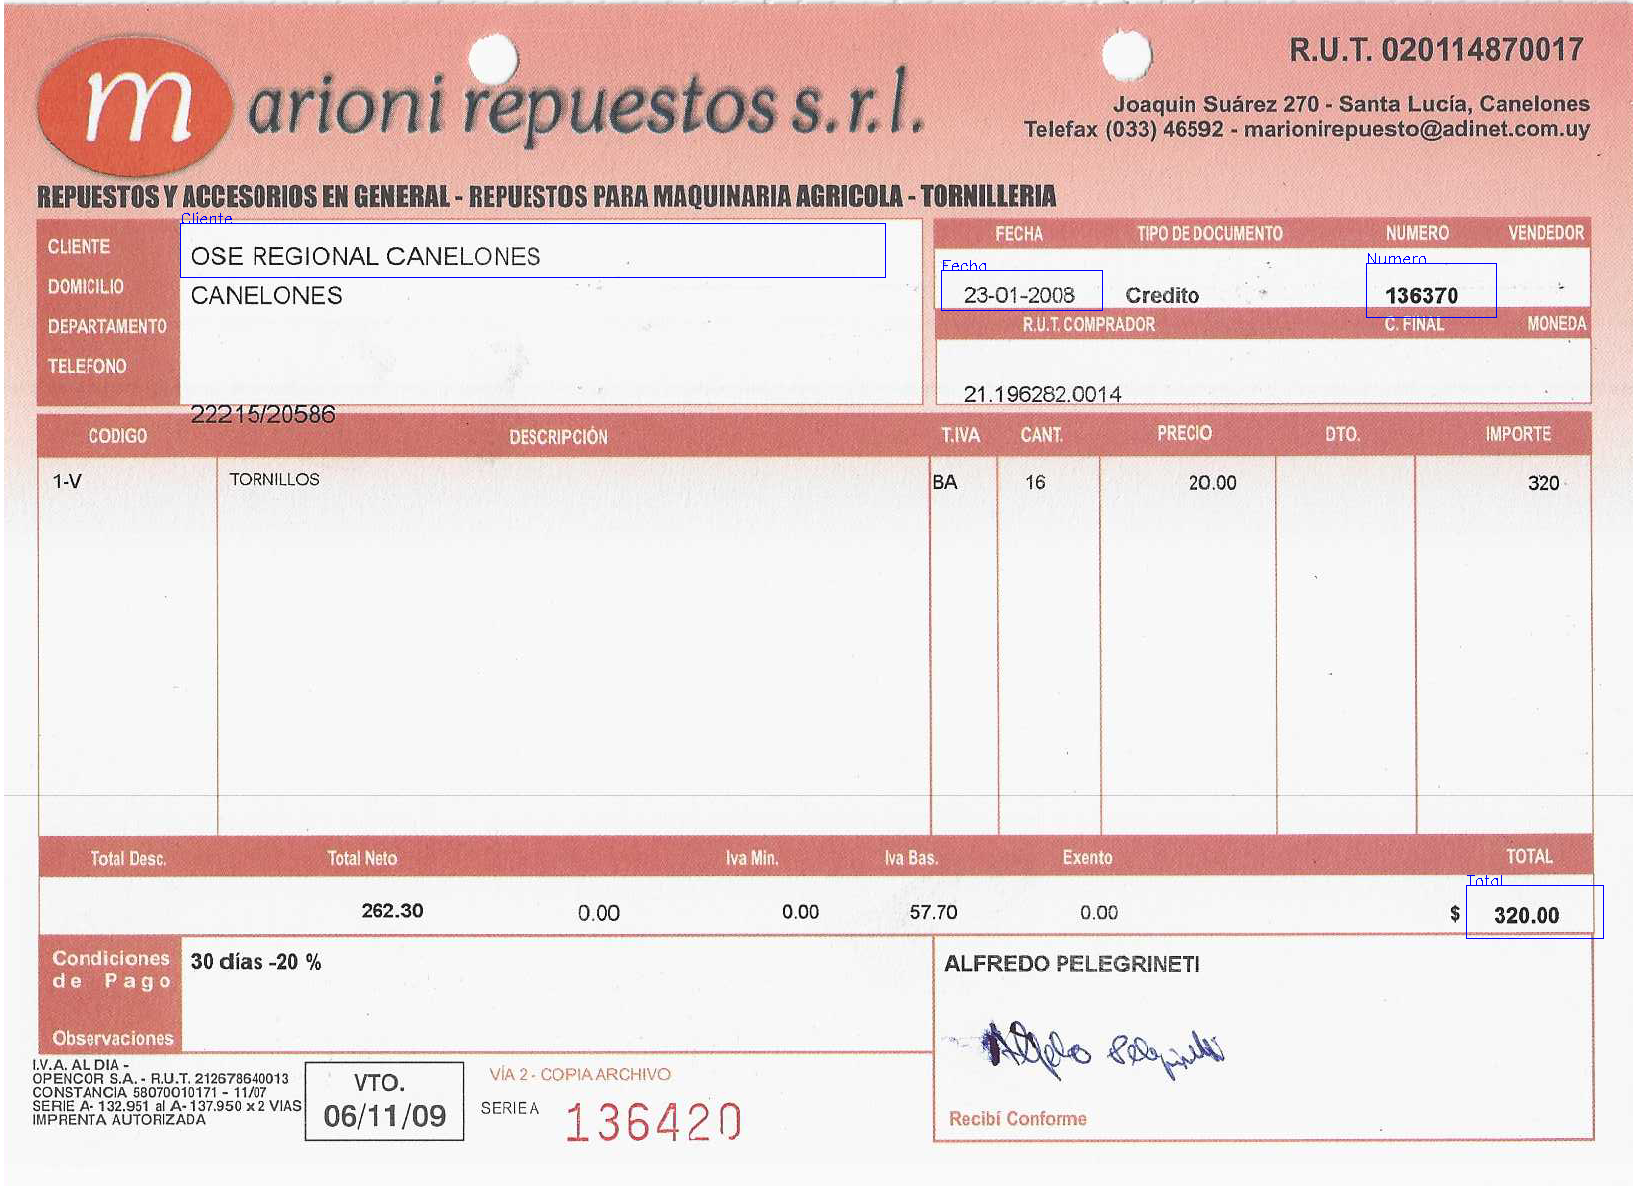 marioni repuestos s.r.l.
R.U.T. 020114870017
Joaquin Suárez 270 - Santa Lucía, Canelones
Telefax (033) 46592 - marionirepuesto@adinet.com.uy
REPUESTOS Y ACCESORIOS EN GENERAL - REPUESTOS PARA MAQUINARIA AGRICOLA - TORNILLERIA
Cliente
CLIENTE OSE REGIONAL CANELONES
DOMICILIO CANELONES
DEPARTAMENTO
TELEFONO
22215/20586
FECHA TIPO DE DOCUMENTO NUMERO VENDEDOR
Fecha Numero
23-01-2008 Credito 136370 -
R.U.T. COMPRADOR C. FINAL MONEDA
21.196282.0014
CODIGO DESCRIPCIÓN T.IVA CANT. PRECIO DTO. IMPORTE
1-V TORNILLOS BA 16 20.00 320
Total Desc. Total Neto Iva Min. Iva Bas. Exento TOTAL
Total
262.30 0.00 0.00 57.70 0.00 $ 320.00
Condiciones de Pago 30 días -20 %
Observaciones
ALFREDO PELEGRINETI
Recibí Conforme
I.V.A. AL DIA -
OPENCOR S.A. - R.U.T. 212678640013
CONSTANCIA 58070010171 - 11/07
SERIE A- 132.951 al A- 137.950 x 2 VIAS
IMPRENTA AUTORIZADA
VTO.
06/11/09
VÍA 2 - COPIA ARCHIVO
SERIE A 136420